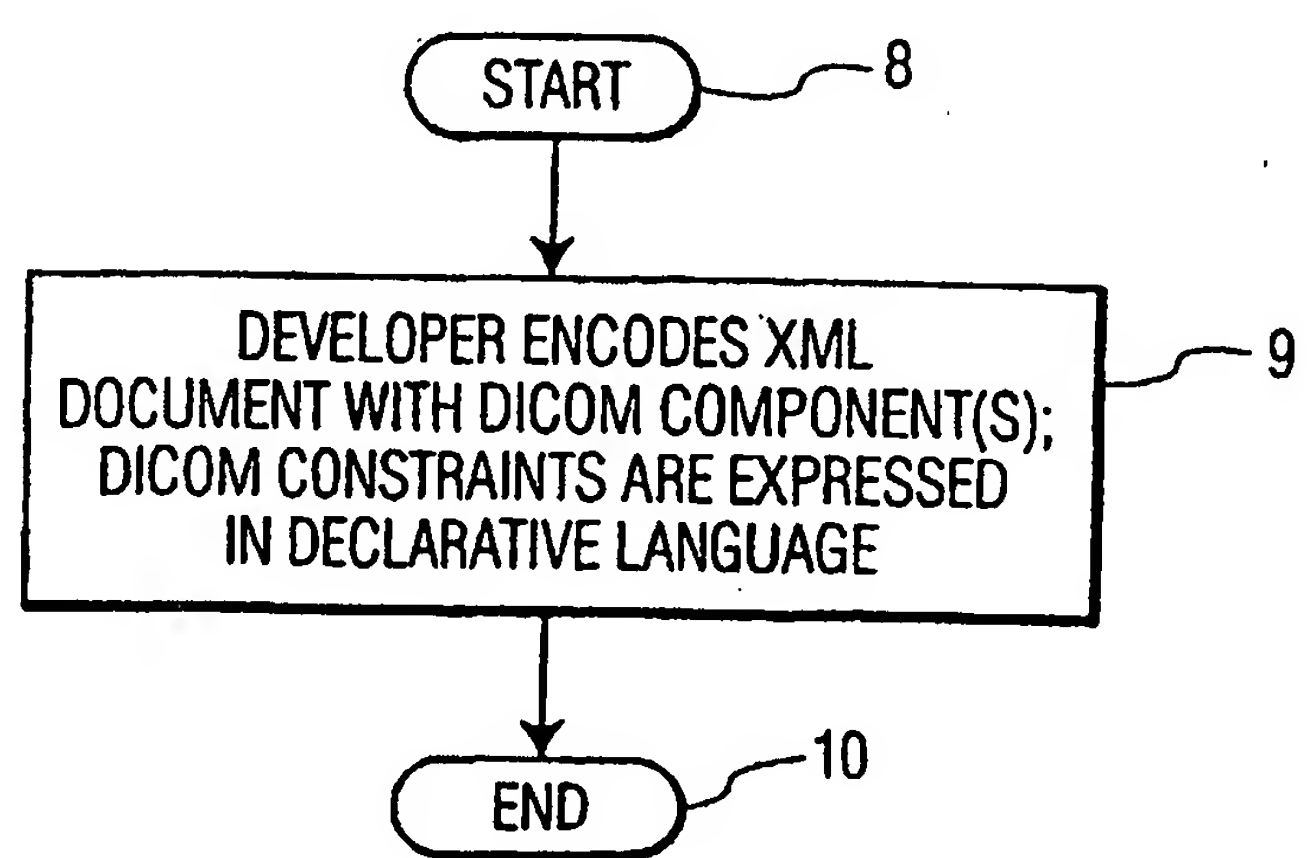 START
8
DEVELOPER ENCODES XML
DOCUMENT WITH DICOM COMPONENT(S);
DICOM CONSTRAINTS ARE EXPRESSED
IN DECLARATIVE LANGUAGE
9
END
10